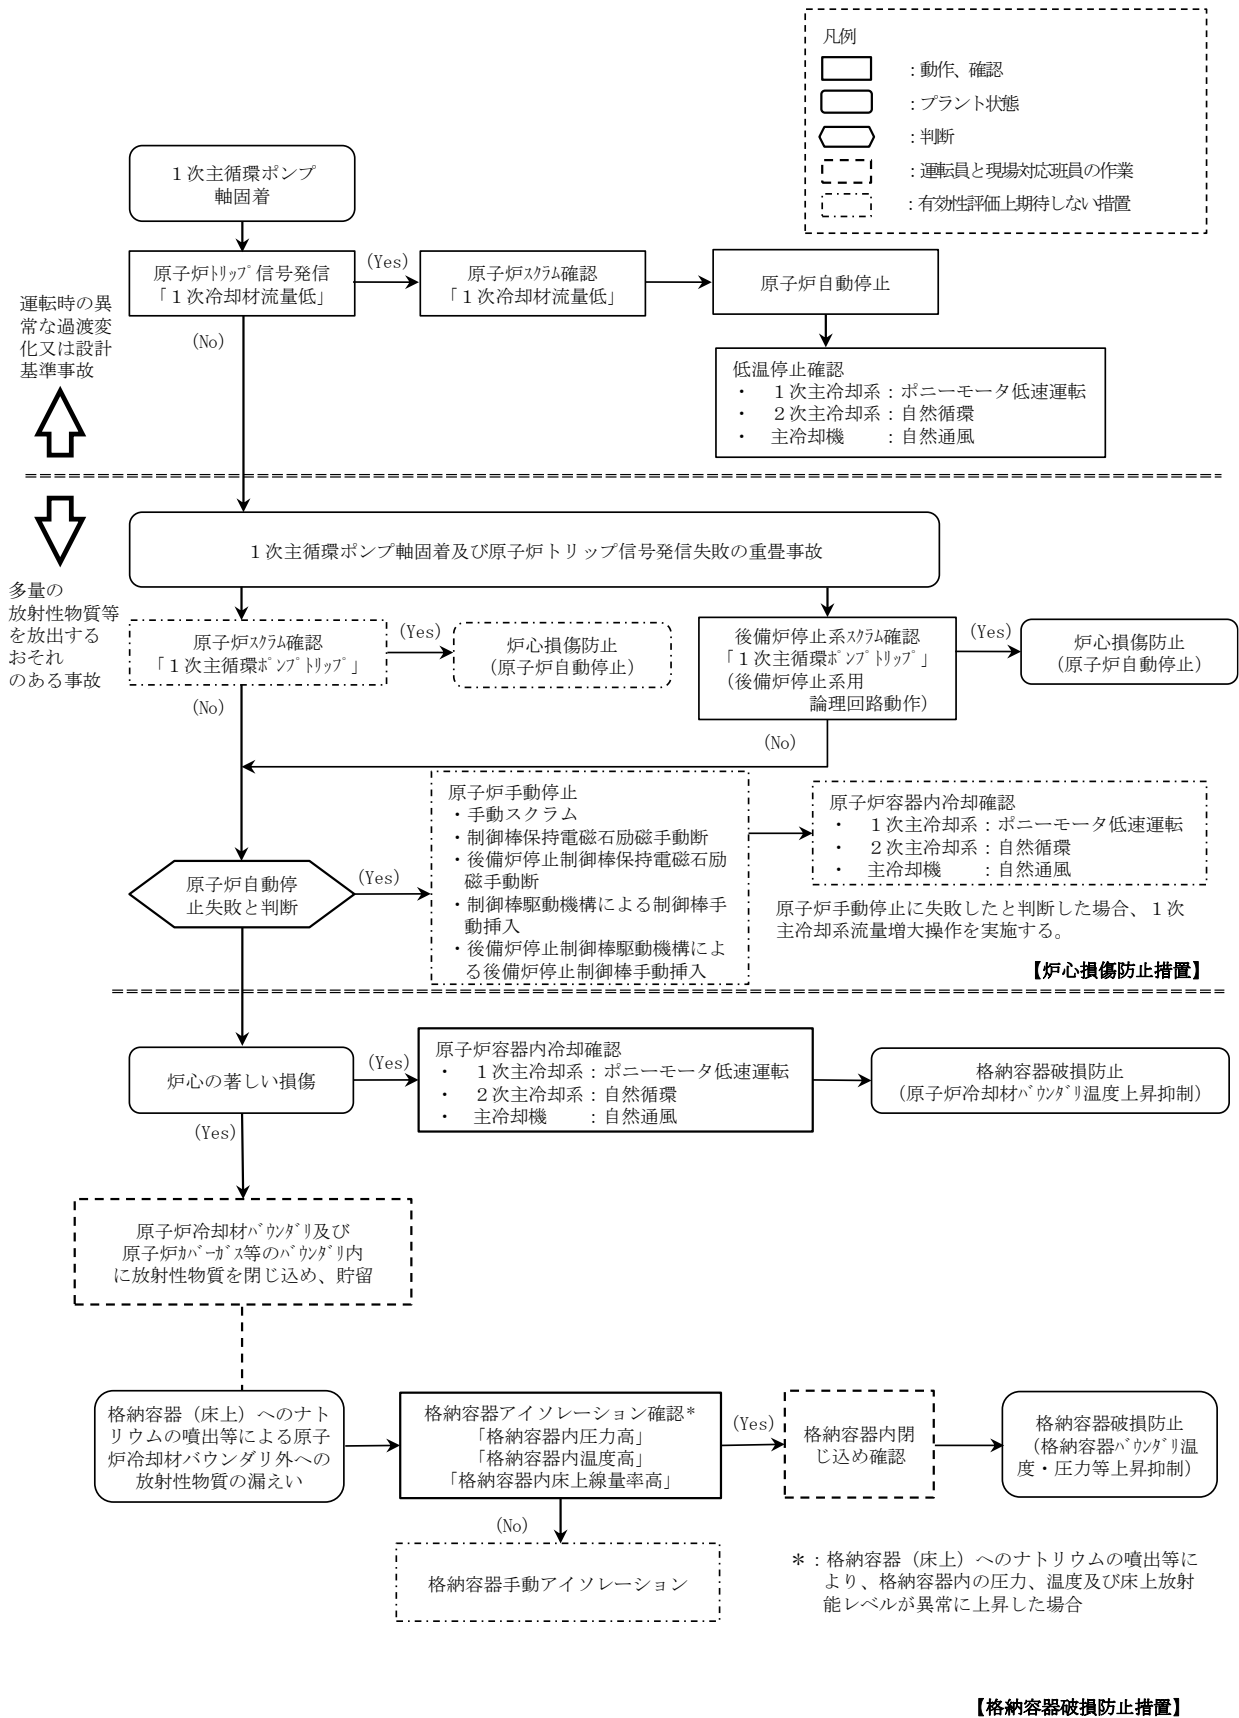 凡例
：動作、確認
：プラント状態
：判断
：運転員と現場対応班員の作業
：有効性評価上期待しない措置
１次主循環ポンプ
軸固着
原子炉ﾄﾘｯﾌﾟ信号発信
「１次冷却材流量低」
(Yes)
原子炉ｽｸﾗﾑ確認
「１次冷却材流量低」
原子炉自動停止
(No)
運転時の異
常な過渡変
化又は設計
基準事故
低温停止確認
・　１次主冷却系：ポニーモータ低速運転
・　２次主冷却系：自然循環
・　主冷却機　　：自然通風
１次主循環ポンプ軸固着及び原子炉トリップ信号発信失敗の重畳事故
多量の
放射性物質等
を放出する
おそれ
のある事故
原子炉ｽｸﾗﾑ確認
「１次主循環ﾎﾟﾝﾌﾟﾄﾘｯﾌﾟ」
(Yes)
炉心損傷防止
（原子炉自動停止）
後備炉停止系ｽｸﾗﾑ確認
「１次主循環ﾎﾟﾝﾌﾟﾄﾘｯﾌﾟ」
（後備炉停止系用
論理回路動作）
(Yes)
炉心損傷防止
（原子炉自動停止）
(No)
(No)
原子炉自動停
止失敗と判断
(Yes)
原子炉手動停止
・手動スクラム
・制御棒保持電磁石励磁手動断
・後備炉停止制御棒保持電磁石励
磁手動断
・制御棒駆動機構による制御棒手
動挿入
・後備炉停止制御棒駆動機構によ
る後備炉停止制御棒手動挿入
原子炉容器内冷却確認
・　１次主冷却系：ポニーモータ低速運転
・　２次主冷却系：自然循環
・　主冷却機　　：自然通風
原子炉手動停止に失敗したと判断した場合、１次
主冷却系流量増大操作を実施する。
【炉心損傷防止措置】
炉心の著しい損傷
(Yes)
原子炉容器内冷却確認
・　１次主冷却系：ポニーモータ低速運転
・　２次主冷却系：自然循環
・　主冷却機　　：自然通風
格納容器破損防止
（原子炉冷却材ﾊﾞｳﾝﾀﾞﾘ温度上昇抑制）
(Yes)
原子炉冷却材ﾊﾞｳﾝﾀﾞﾘ及び
原子炉ｶﾊﾞｰｶﾞｽ等のﾊﾞｳﾝﾀﾞﾘ内
に放射性物質を閉じ込め、貯留
格納容器（床上）へのナト
リウムの噴出等による原子
炉冷却材バウンダリ外への
放射性物質の漏えい
格納容器アイソレーション確認*
「格納容器内圧力高」
「格納容器内温度高」
「格納容器内床上線量率高」
(Yes)
格納容器内閉
じ込め確認
格納容器破損防止
（格納容器ﾊﾞｳﾝﾀﾞﾘ温
度・圧力等上昇抑制）
(No)
格納容器手動アイソレーション
＊：格納容器（床上）へのナトリウムの噴出等に
より、格納容器内の圧力、温度及び床上放射
能レベルが異常に上昇した場合
【格納容器破損防止措置】